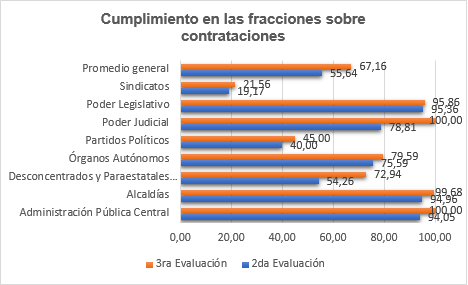 Cumplimiento en las fracciones sobre
contrataciones
Promedio general 67,16
55,64
Sindicatos 21,56
19,17
Poder Legislativo 95,86
95,36
Poder Judicial 100,00
78,81
Partidos Políticos 45,00
40,00
Órganos Autónomos 79,59
75,59
Desconcentrados y Paraestatales... 72,94
54,26
Alcaldías 99,68
94,96
Administración Pública Central 100,00
94,05
0,00 20,00 40,00 60,00 80,00 100,00
3ra Evaluación 2da Evaluación